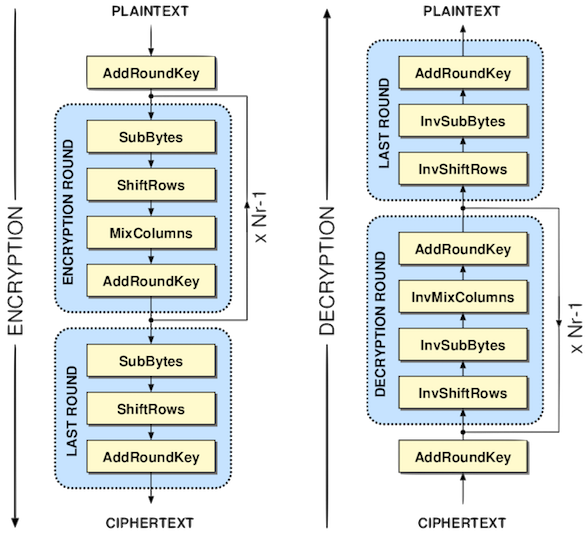 PLAINTEXT
AddRoundKey
ENCRYPTION ROUND
SubBytes
ShiftRows
MixColumns
AddRoundKey
x Nr-1
LAST ROUND
SubBytes
ShiftRows
AddRoundKey
CIPHERTEXT
ENCRYPTION
PLAINTEXT
LAST ROUND
AddRoundKey
InvSubBytes
InvShiftRows
DECRYPTION ROUND
AddRoundKey
InvMixColumns
InvSubBytes
InvShiftRows
x Nr-1
AddRoundKey
CIPHERTEXT
DECRYPTION